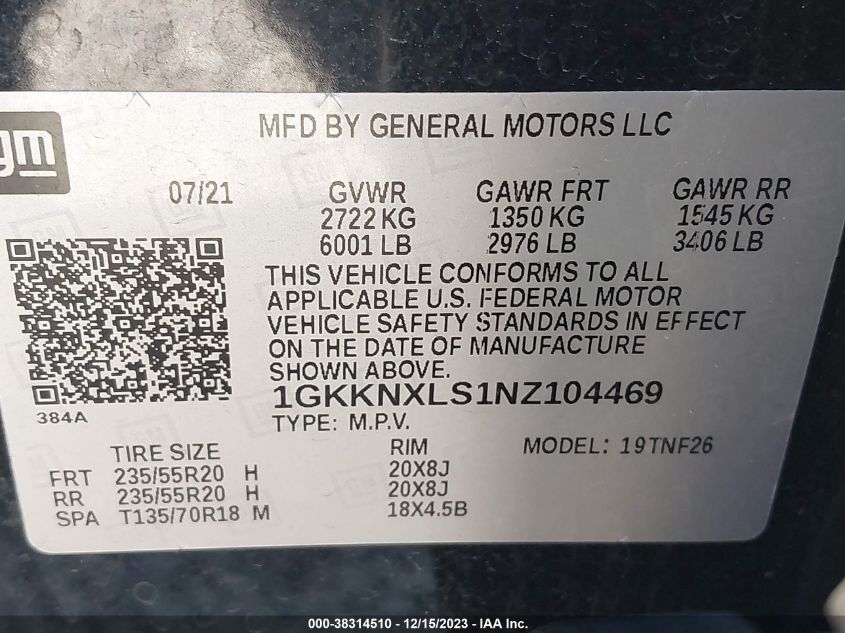 gm
MFD BY GENERAL MOTORS LLC
07/21 GVWR GAWR FRT GAWR RR
2722 KG 1350 KG 1545 KG
6001 LB 2976 LB 3406 LB
THIS VEHICLE CONFORMS TO ALL
APPLICABLE U.S. FEDERAL MOTOR
VEHICLE SAFETY STANDARDS IN EFFECT
ON THE DATE OF MANUFACTURE
SHOWN ABOVE.
1GKKNXLS1NZ104469
384A
TYPE: M.P.V.
TIRE SIZE RIM MODEL: 19TNF26
FRT 235/55R20 H 20X8J
RR 235/55R20 H 20X8J
SPA T135/70R18 M 18X4.5B
000-38314510 - 12/15/2023 - IAA Inc.